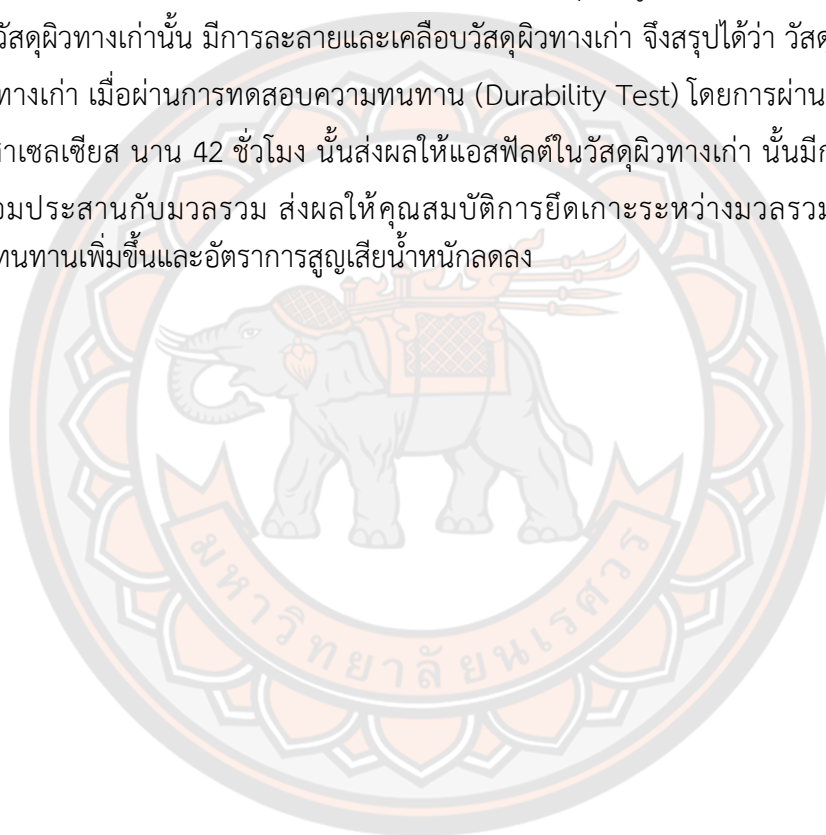 วัสดุผิวทางเก่านั้น มีการละลายและเคลือบวัสดุผิวทางเก่า จึงสรุปได้ว่า
ทางเก่า เมื่อผ่านการทดสอบความทนทาน (Durability Test) โดยการผ่าน
นาน 42 ชั่วโมง นั้นส่งผลให้แอสฟัลต์ในวัสดุผิวทางเก่า
ประสานกับมวลรวม ส่งผลให้คุณสมบัติการยึดเกาะระหว่างมวลรวม
ทนทานเพิ่มขึ้นและอัตราการสูญเสียน้ำหนักลดลง
มหาวิทยาลัยนเรศวร